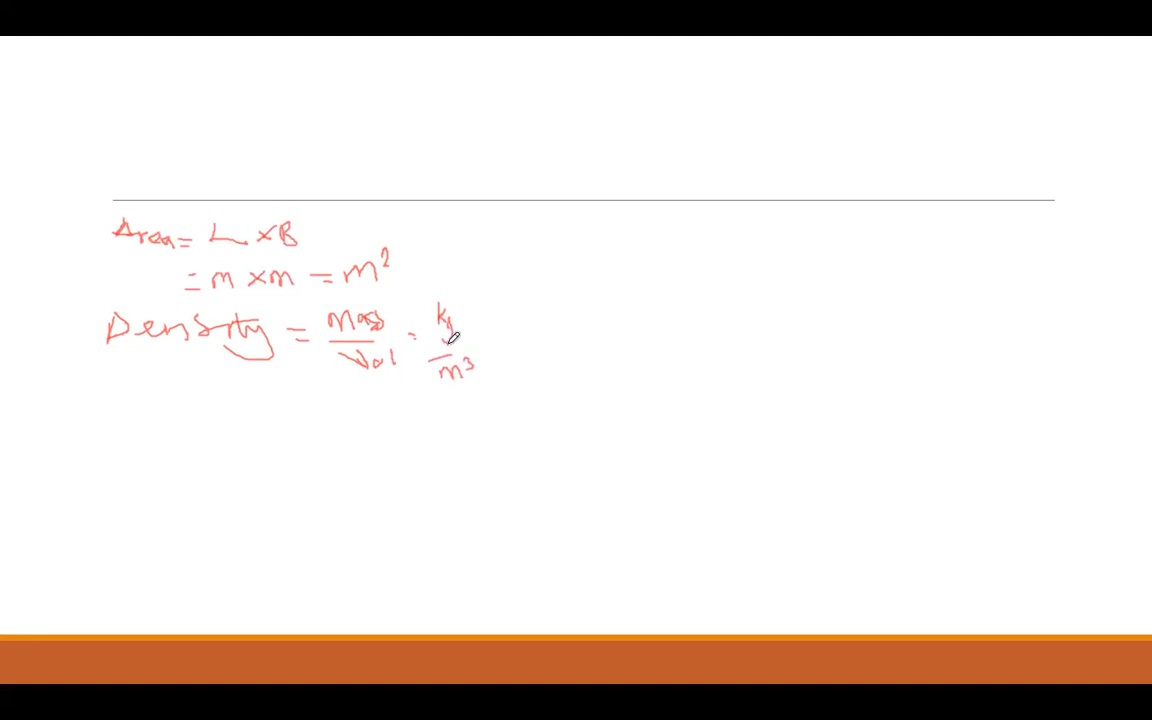 Area = L × B
= m × m = m²
Density = Mass/Vol = kg/m³